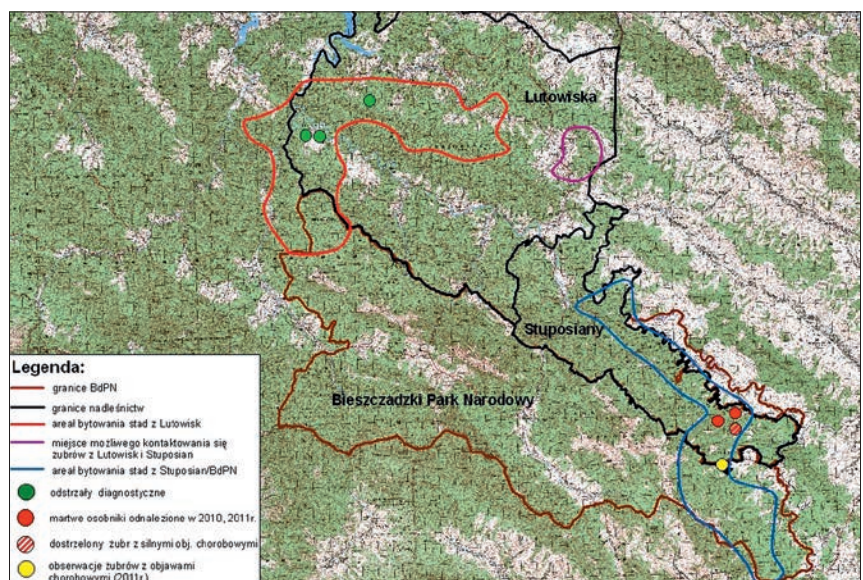 Lutowiska
Stuposiany
Bieszczadzki Park Narodowy
Legenda:
granice BdPN
granice nadleśnictw
areał bytowania stad z Lutowisk
miejsce możliwego kontaktowania się
żubrów z Lutowisk i Stuposian
areał bytowania stad z Stuposian/BdPN
odstrzały diagnostyczne
martwe osobniki odnalezione w 2010, 2011r.
dostrzelony żubr z silnymi obj. chorobowymi
obserwacje żubrów z objawami
chorobowymi (2011r.)